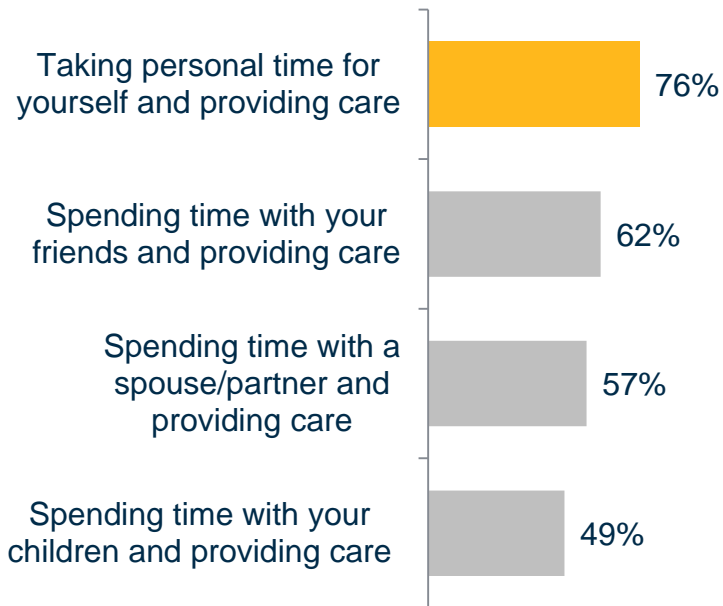 Taking personal time for
yourself and providing care
76%
Spending time with your
friends and providing care
62%
Spending time with a
spouse/partner and
providing care
57%
Spending time with your
children and providing care
49%